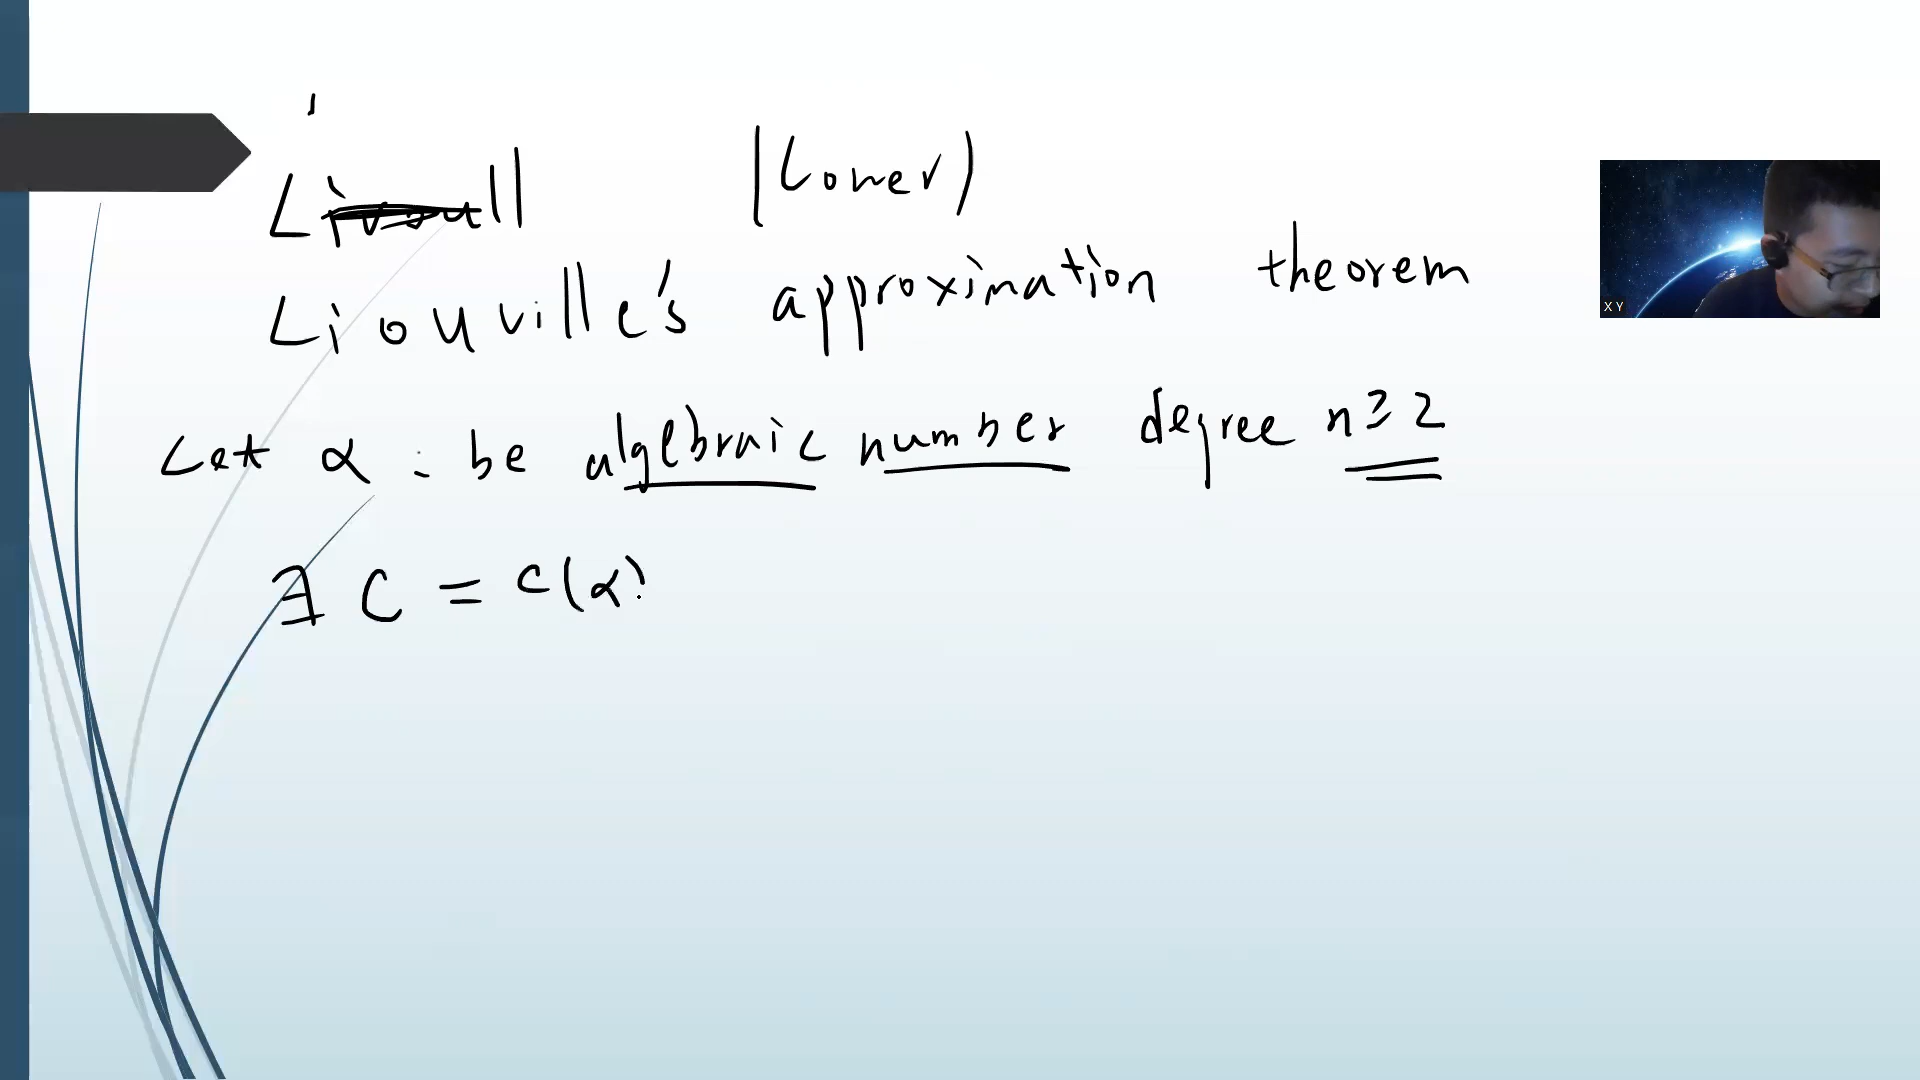 (Lower)
Liouville's approximation theorem
Let α : be algebraic number degree n ≥ 2
∃ C = c(α)
X Y